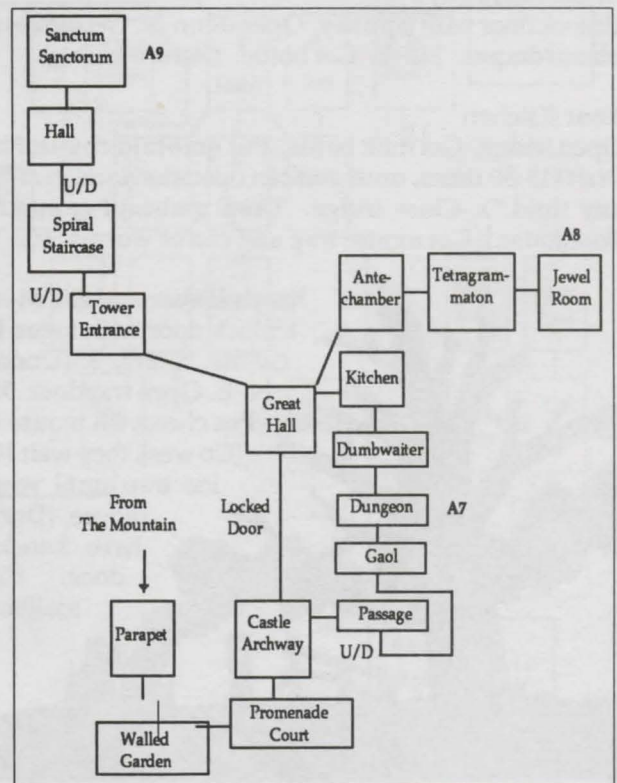 Sanctum
Sanctorum
A9
Hall
U/D
Spiral
Staircase
U/D
Tower
Entrance
A8
Ante-
chamber
Tetragram-
maton
Jewel
Room
Kitchen
Great
Hall
Dumbwaiter
Locked
Door
Dungeon
A7
Gaol
From
The Mountain
Parapet
Castle
Archway
Passage
U/D
Promenade
Court
Walled
Garden